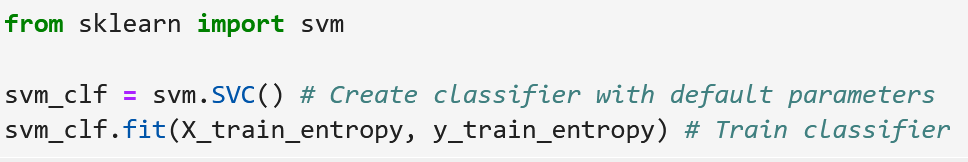 from sklearn import svm
svm_clf = svm.SVC() # Create classifier with default parameters
svm_clf.fit(X_train_entropy, y_train_entropy) # Train classifier